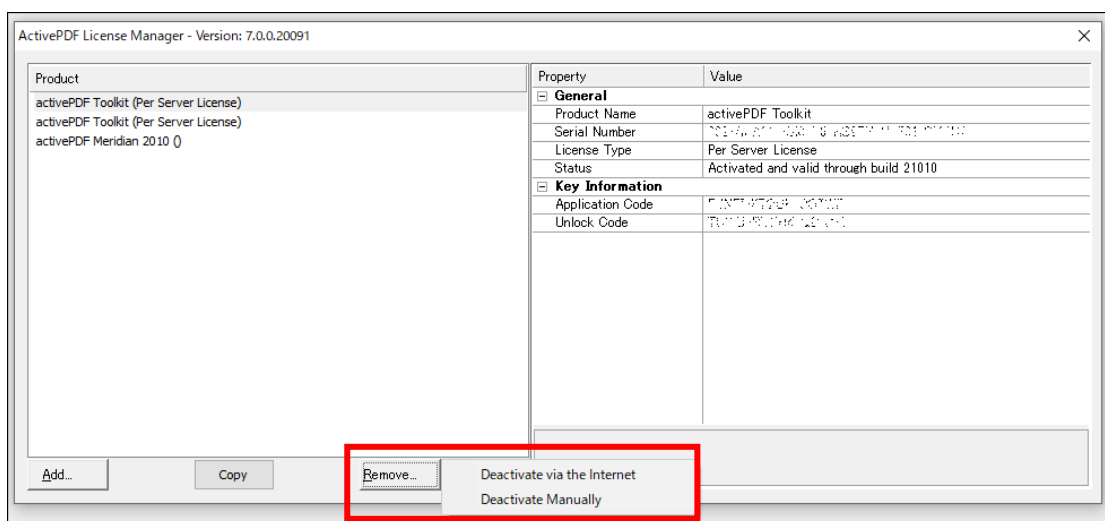 ActivePDF License Manager - Version: 7.0.0.20091
Product
activePDF Toolkit (Per Server License)
activePDF Toolkit (Per Server License)
activePDF Meridian 2010 ()
Property Value
General
Product Name activePDF Toolkit
Serial Number
License Type Per Server License
Status Activated and valid through build 21010
Key Information
Application Code
Unlock Code
Add...
Copy
Remove...
Deactivate via the Internet
Deactivate Manually